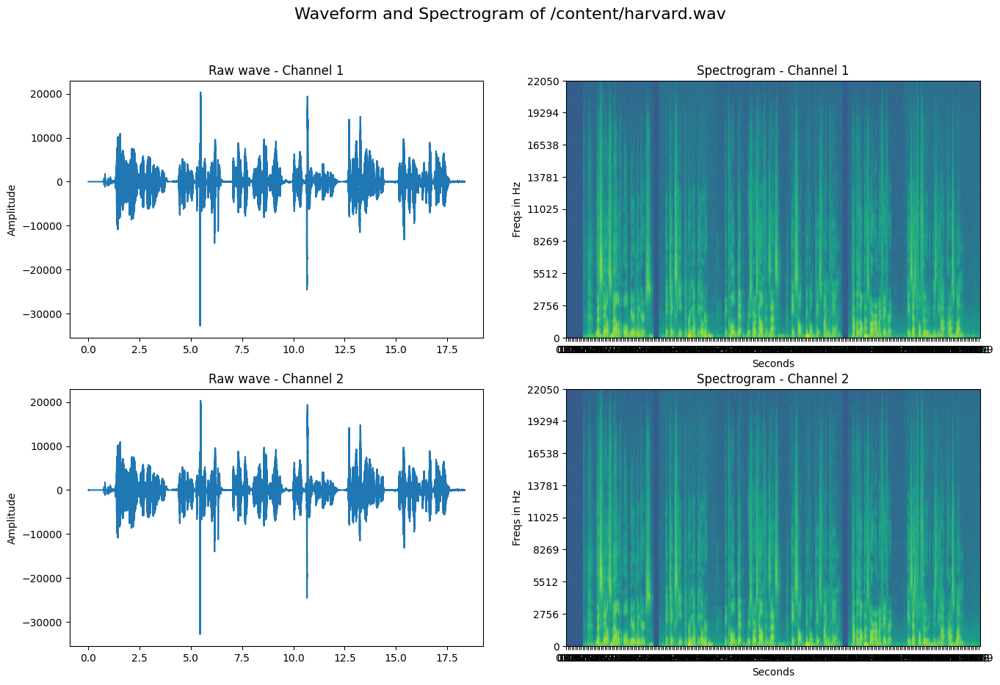 Waveform and Spectrogram of /content/harvard.wav
Raw wave - Channel 1
Amplitude
20000
10000
0
−10000
−20000
−30000
0.0 2.5 5.0 7.5 10.0 12.5 15.0 17.5
Spectrogram - Channel 1
Freqs in Hz
22050
19294
16538
13781
11025
8269
5512
2756
0
Seconds
Raw wave - Channel 2
Amplitude
20000
10000
0
−10000
−20000
−30000
0.0 2.5 5.0 7.5 10.0 12.5 15.0 17.5
Spectrogram - Channel 2
Freqs in Hz
22050
19294
16538
13781
11025
8269
5512
2756
0
Seconds